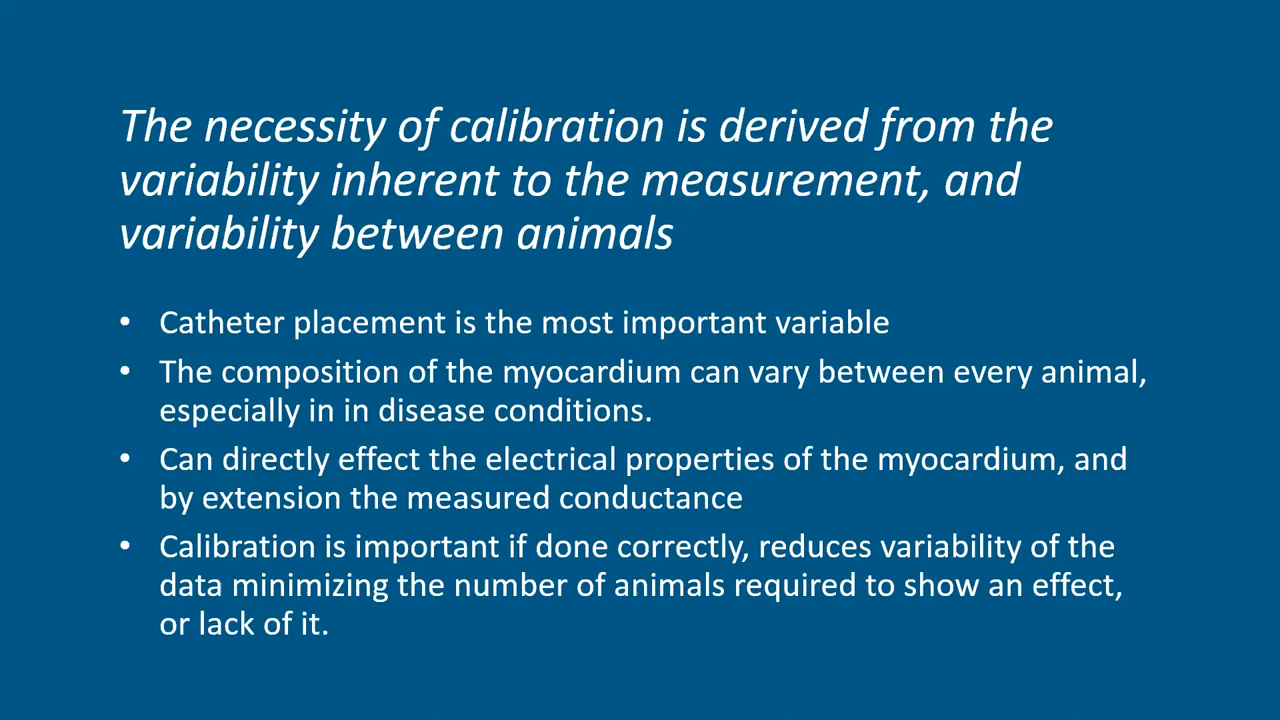 The necessity of calibration is derived from the
variability inherent to the measurement, and
variability between animals
• Catheter placement is the most important variable
• The composition of the myocardium can vary between every animal,
especially in in disease conditions.
• Can directly effect the electrical properties of the myocardium, and
by extension the measured conductance
• Calibration is important if done correctly, reduces variability of the
data minimizing the number of animals required to show an effect,
or lack of it.